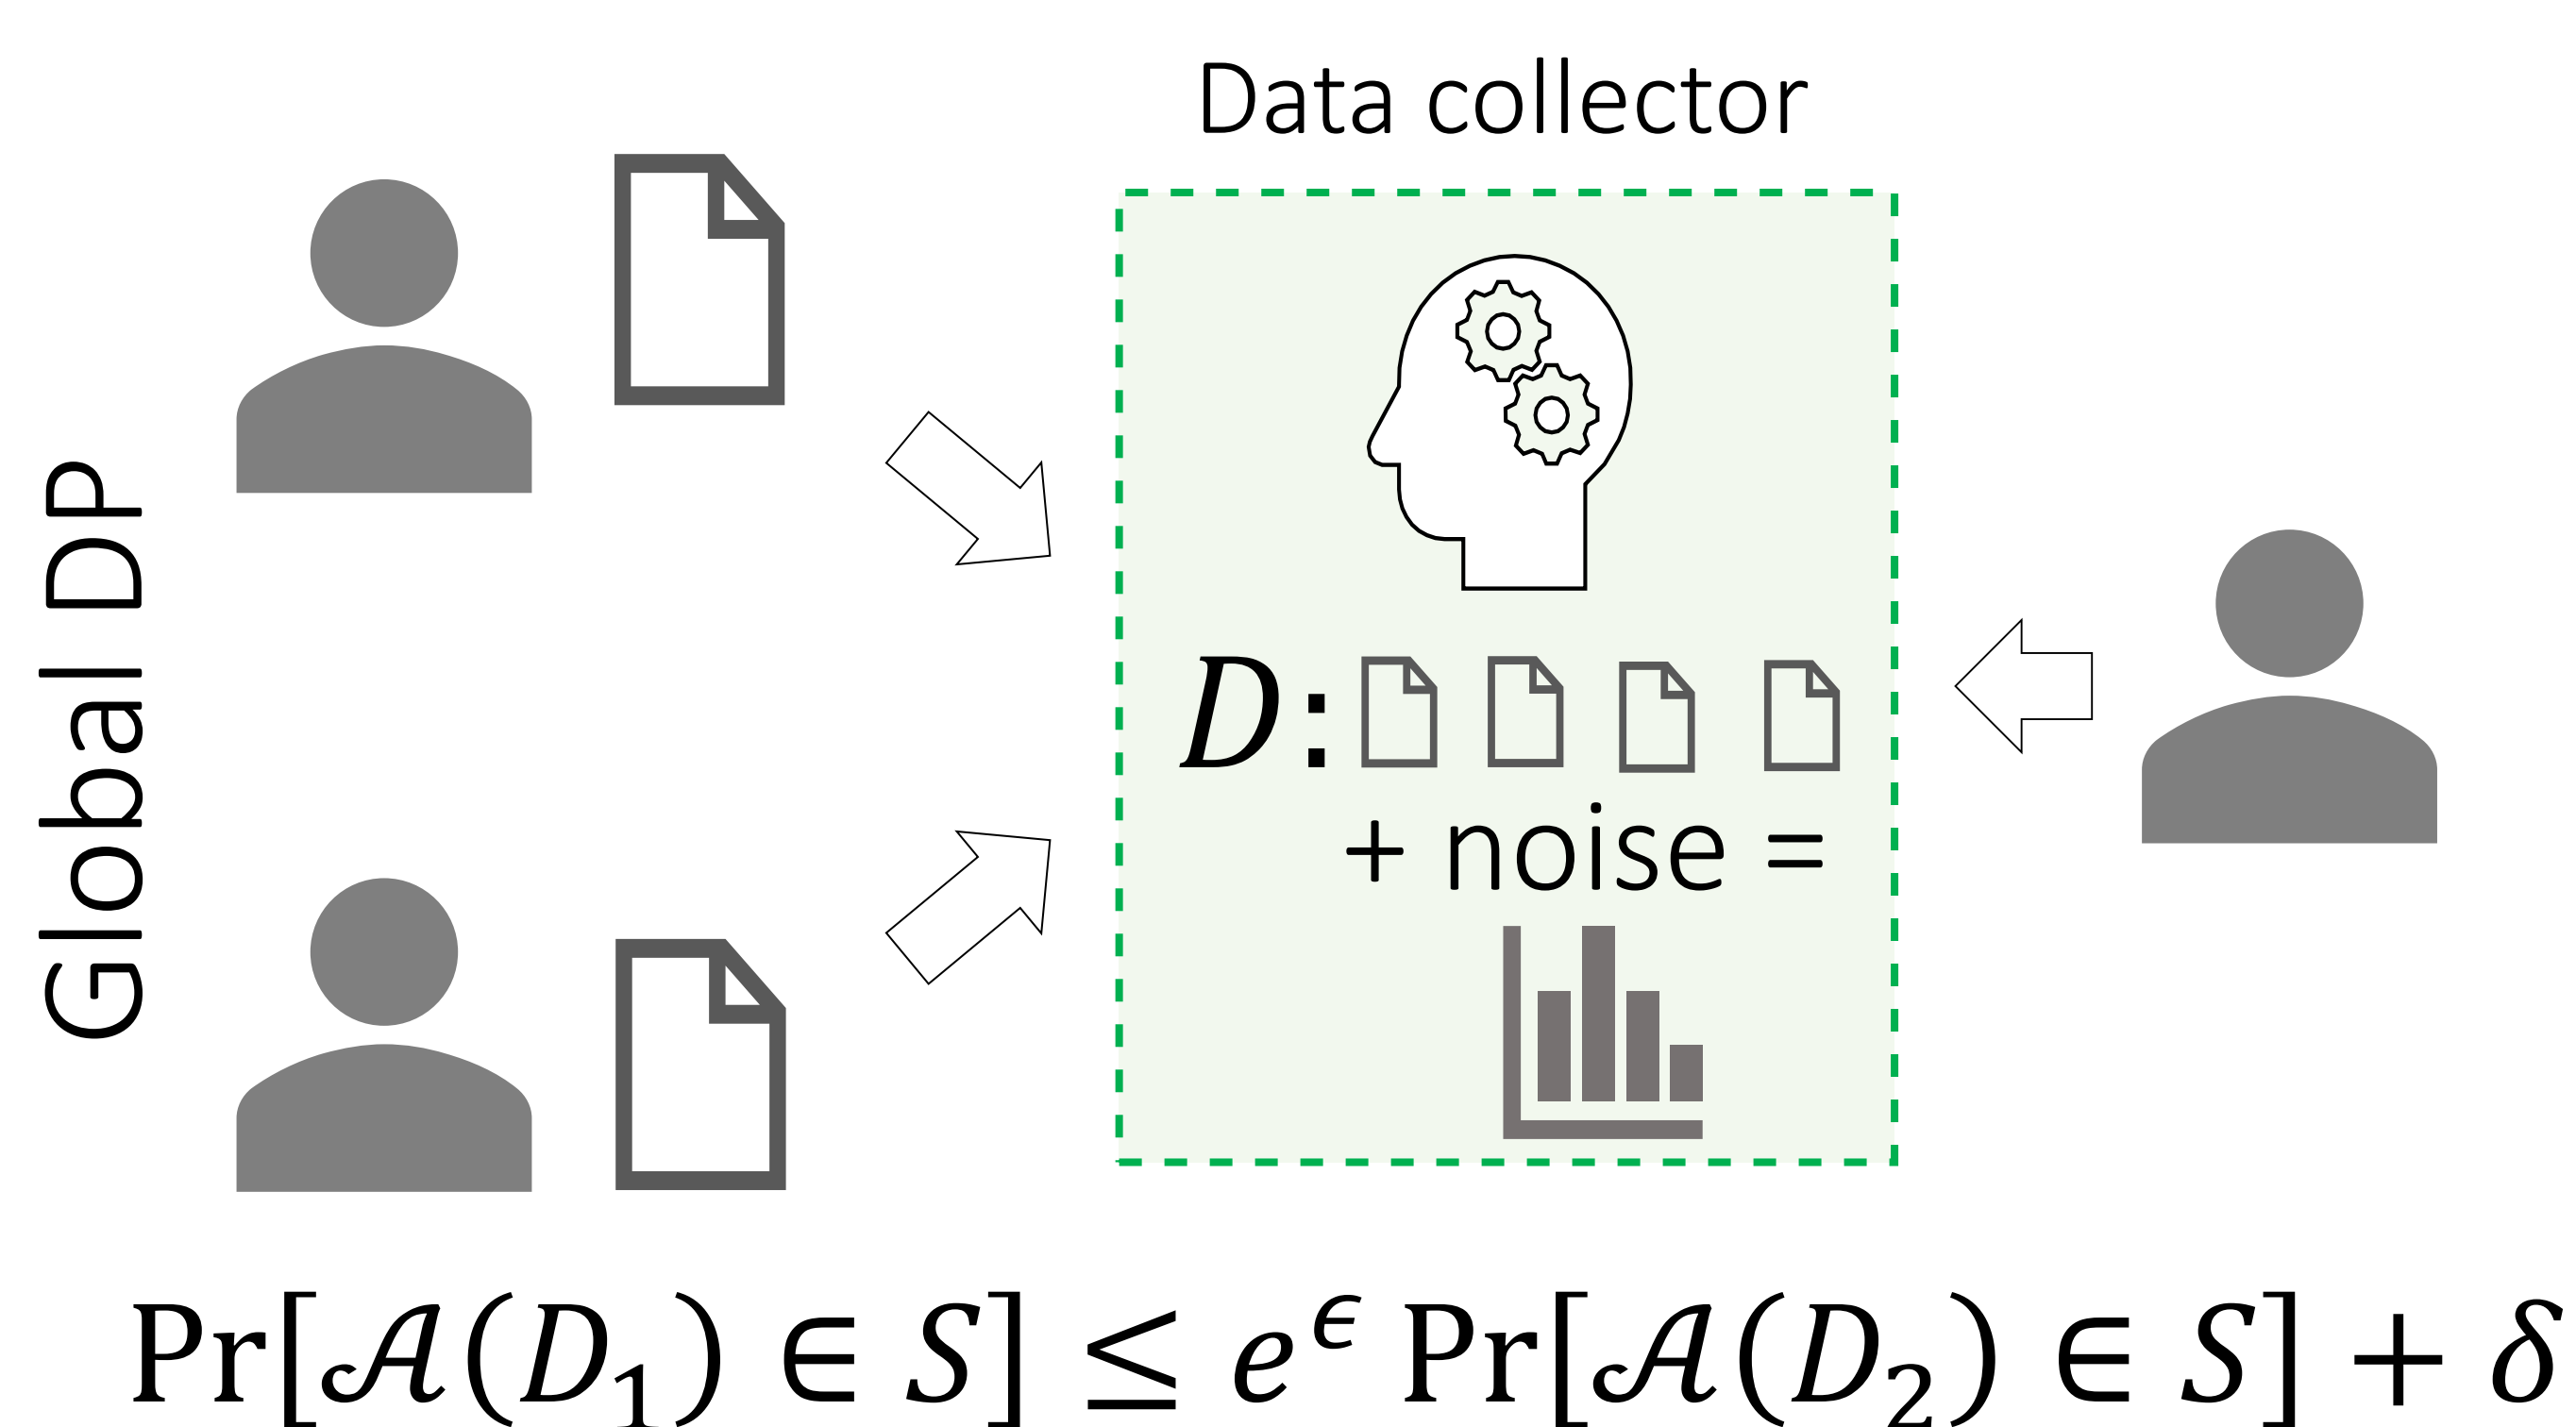 Data collector
Global DP
D:
+ noise =
Pr[𝒜(D₁) ∈ S] ≤ e^ϵ Pr[𝒜(D₂) ∈ S] + δ